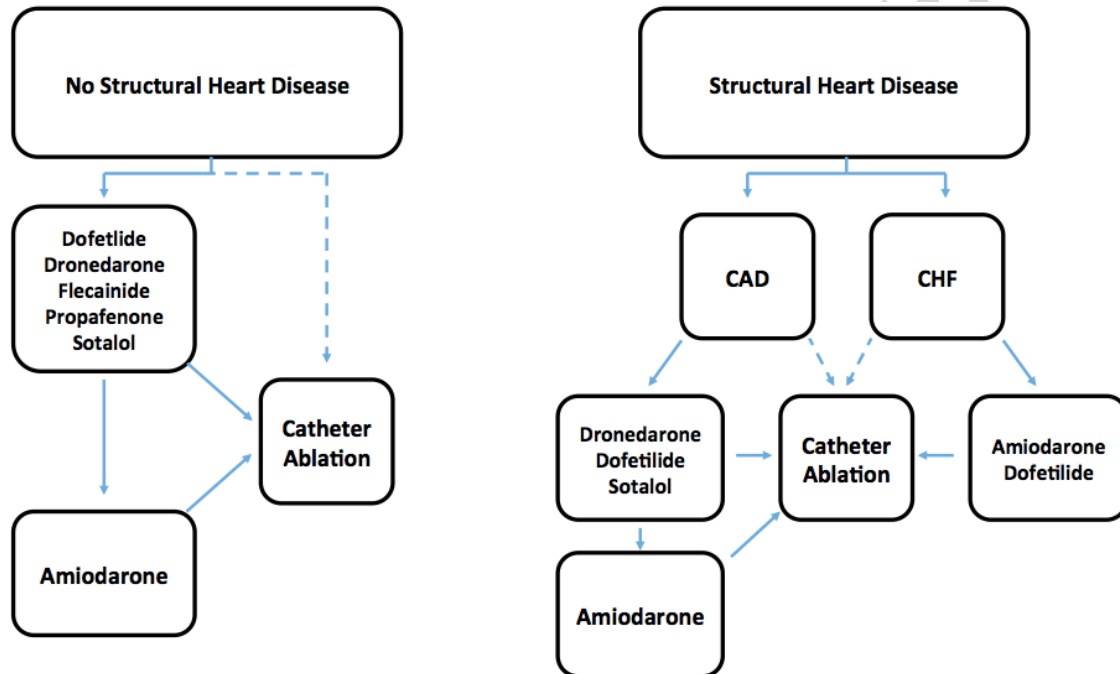 No Structural Heart Disease
Dofetlide
Dronedarone
Flecainide
Propafenone
Sotalol
Catheter
Ablation
Amiodarone
Structural Heart Disease
CAD
CHF
Dronedarone
Dofetilide
Sotalol
Catheter
Ablation
Amiodarone
Dofetilide
Amiodarone